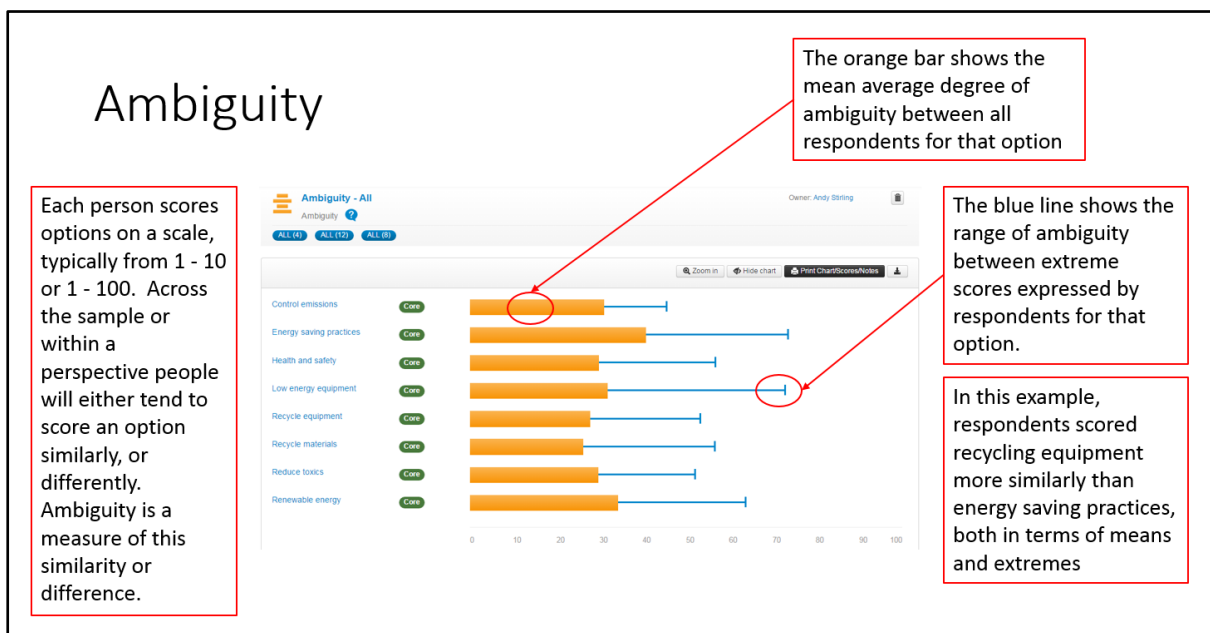 Ambiguity
The orange bar shows the
mean average degree of
ambiguity between all
respondents for that option
Each person scores
options on a scale,
typically from 1 - 10
or 1 - 100.  Across
the sample or
within a
perspective people
will either tend to
score an option
similarly, or
differently.
Ambiguity is a
measure of this
similarity or
difference.
Ambiguity - All
Owner: Andy Stirling
Ambiguity ?
ALL (4) ALL (12) ALL (8)
Zoom in Hide chart Print Chart/Scores/Notes
Control emissions Core
Energy saving practices Core
Health and safety Core
Low energy equipment Core
Recycle equipment Core
Recycle materials Core
Reduce toxics Core
Renewable energy Core
0 10 20 30 40 50 60 70 80 90 100
The blue line shows the
range of ambiguity
between extreme
scores expressed by
respondents for that
option.
In this example,
respondents scored
recycling equipment
more similarly than
energy saving practices,
both in terms of means
and extremes